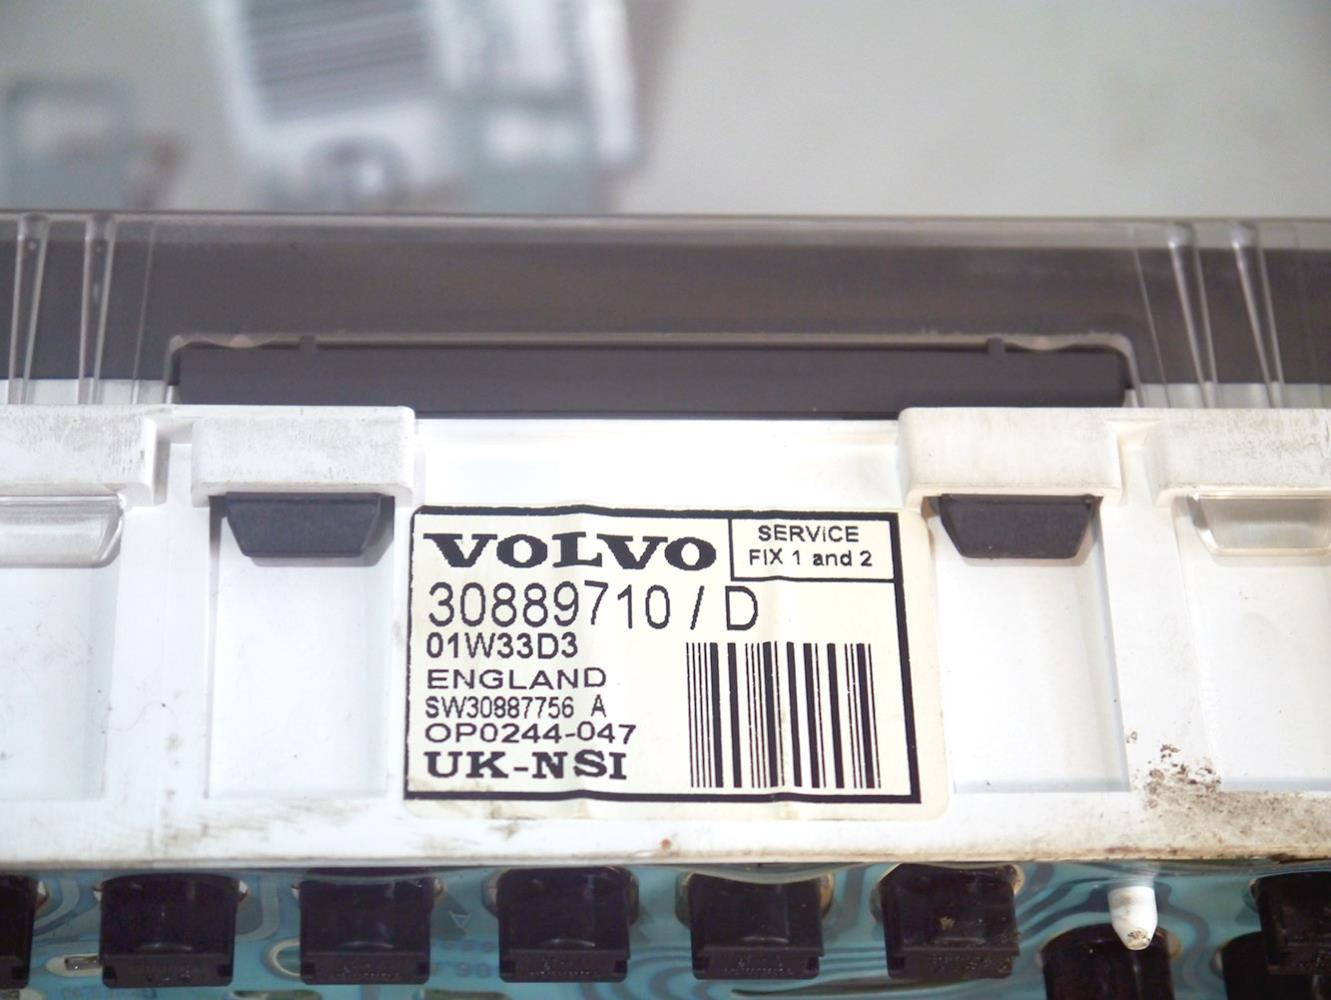 VOLVO
SERVICE
FIX 1 and 2
30889710 / D
01W33D3
ENGLAND
SW30887756 A
OP0244-047
UK-NSI